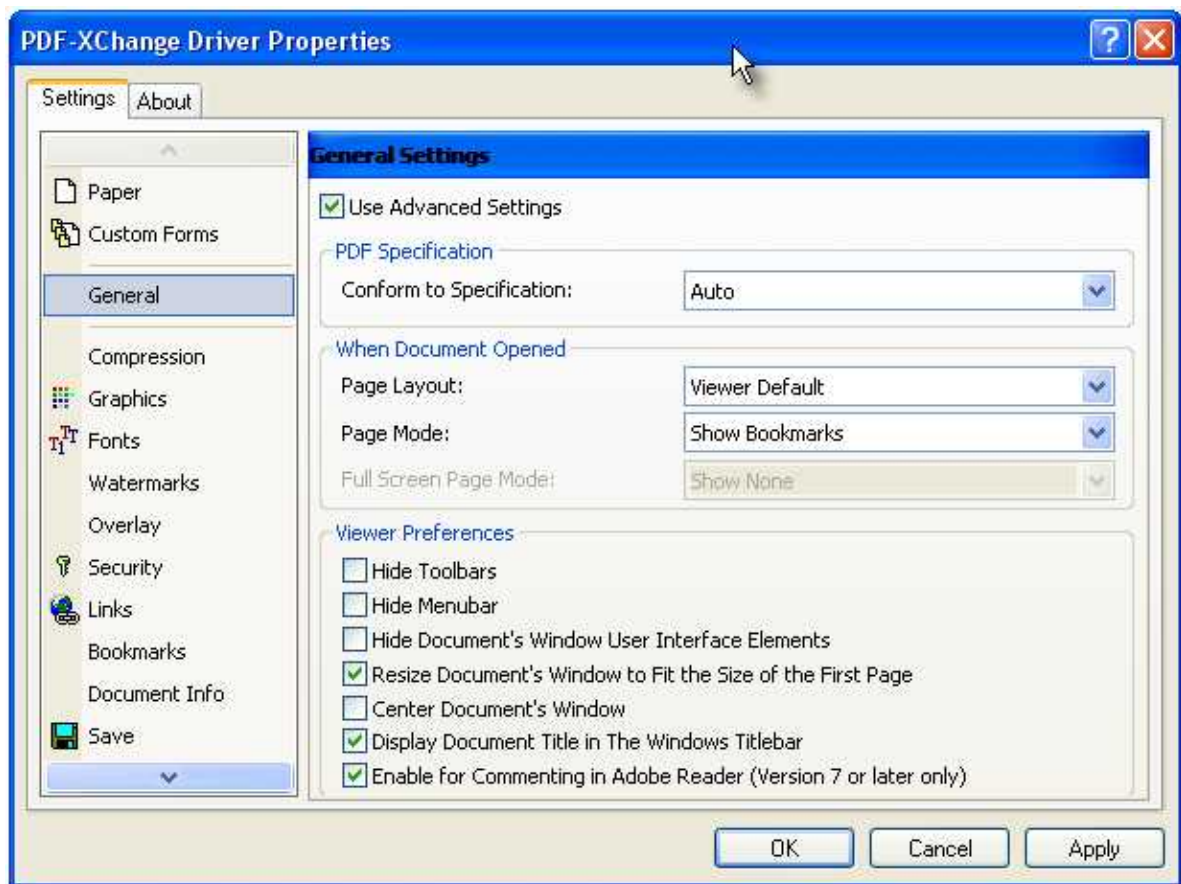 PDF-XChange Driver Properties
Settings
About
Paper
Custom Forms
General
Compression
Graphics
Fonts
Watermarks
Overlay
Security
Links
Bookmarks
Document Info
Save
General Settings
Use Advanced Settings
PDF Specification
Conform to Specification: Auto
When Document Opened
Page Layout: Viewer Default
Page Mode: Show Bookmarks
Full Screen Page Mode: Show None
Viewer Preferences
Hide Toolbars
Hide Menubar
Hide Document's Window User Interface Elements
Resize Document's Window to Fit the Size of the First Page
Center Document's Window
Display Document Title in The Windows Titlebar
Enable for Commenting in Adobe Reader (Version 7 or later only)
OK Cancel Apply